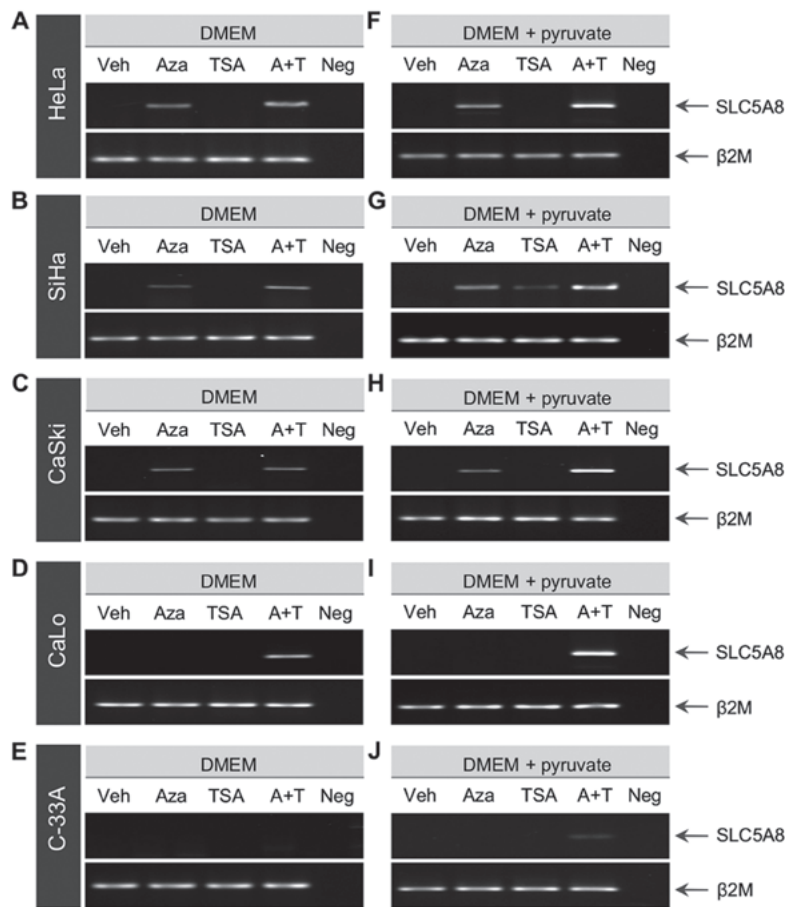 A F
DMEM DMEM + pyruvate
HeLa
Veh Aza TSA A+T Neg Veh Aza TSA A+T Neg
SLC5A8
β2M
B G
DMEM DMEM + pyruvate
SiHa
Veh Aza TSA A+T Neg Veh Aza TSA A+T Neg
SLC5A8
β2M
C H
DMEM DMEM + pyruvate
CaSki
Veh Aza TSA A+T Neg Veh Aza TSA A+T Neg
SLC5A8
β2M
D I
DMEM DMEM + pyruvate
CaLo
Veh Aza TSA A+T Neg Veh Aza TSA A+T Neg
SLC5A8
β2M
E J
DMEM DMEM + pyruvate
C-33A
Veh Aza TSA A+T Neg Veh Aza TSA A+T Neg
SLC5A8
β2M